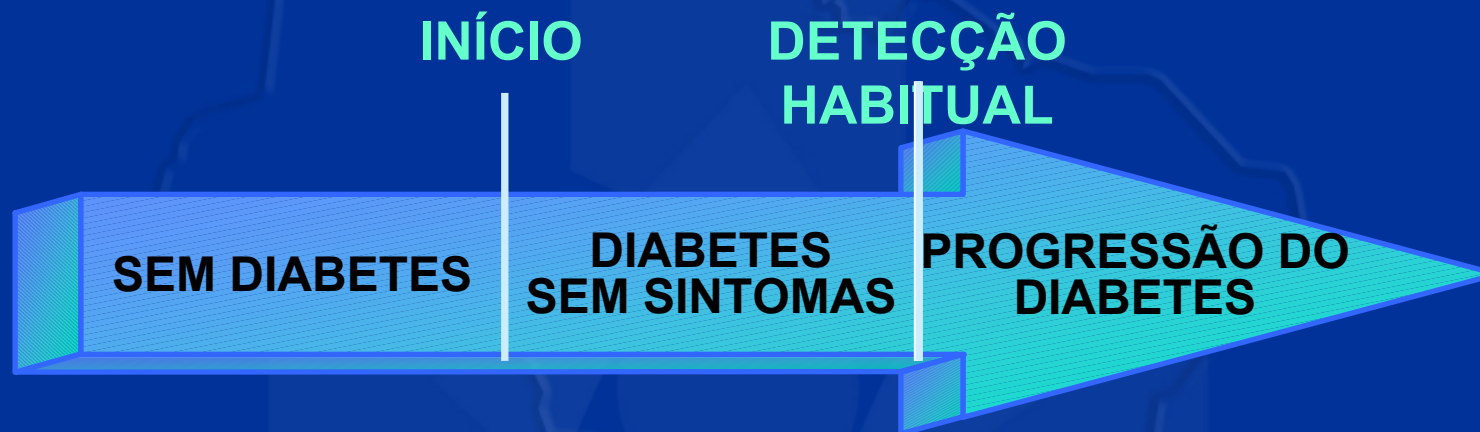 INÍCIO
DETECÇÃO
HABITUAL
SEM DIABETES
DIABETES
SEM SINTOMAS
PROGRESSÃO DO
DIABETES